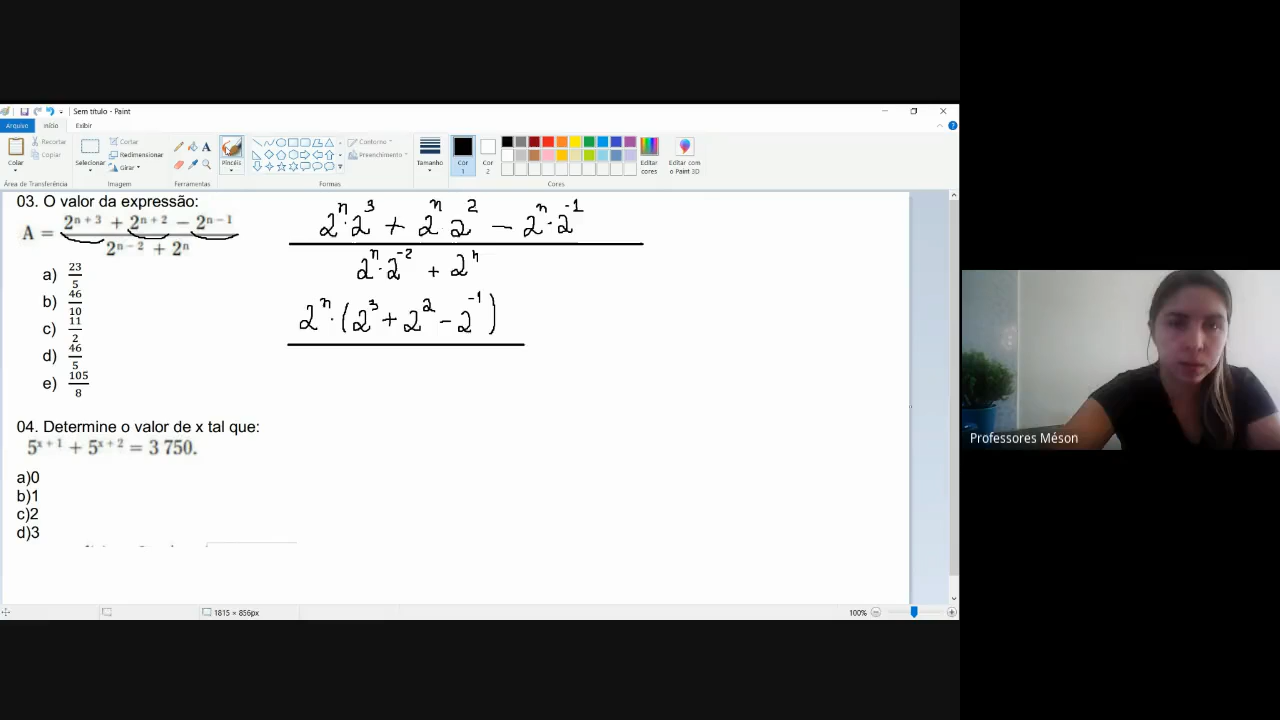 Sem título - Paint
Arquivo Início Exibir
Colar
Recortar
Copiar
Área de Transferência
Selecionar
Cortar
Redimensionar
Girar
Imagem
A
Ferramentas
Pincéis
Formas
Contorno
Preenchimento
Tamanho
Cor 1
Cor 2
Cores
Editar cores
Editar com o Paint 3D
03. O valor da expressão:
A = (2^{n+3} + 2^{n+2} − 2^{n−1}) / (2^{n−2} + 2^n)
a) 23/5
b) 46/10
c) 11/2
d) 46/5
e) 105/8
04. Determine o valor de x tal que:
5^{x+1} + 5^{x+2} = 3 750.
a)0
b)1
c)2
d)3
2^n · 2^3 + 2^n · 2^2 − 2^n · 2^{-1}
2^n · 2^{-2} + 2^n
2^n · (2^3 + 2^2 − 2^{-1})
1815 × 856px
100%
Professores Méson